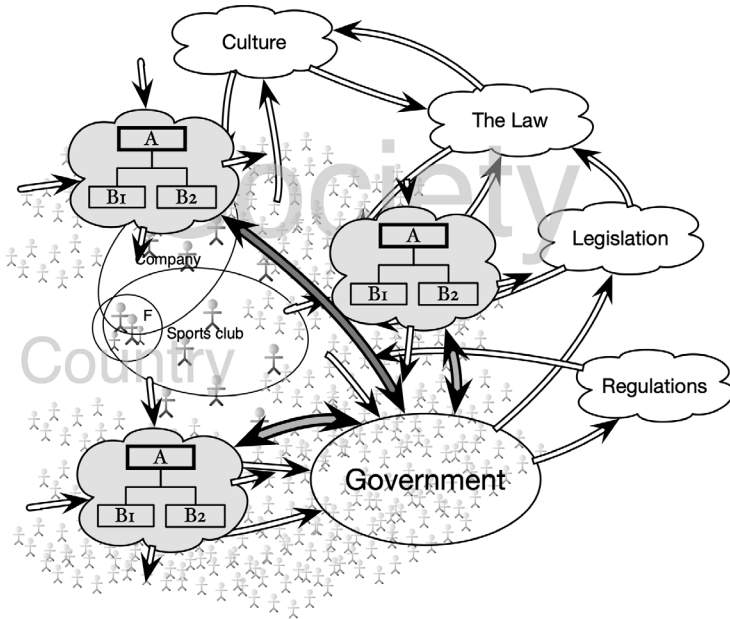 Culture
The Law
A
B1 B2
Society
A
B1 B2
Legislation
Company
F
Sports club
Country
Regulations
A
B1 B2
Government